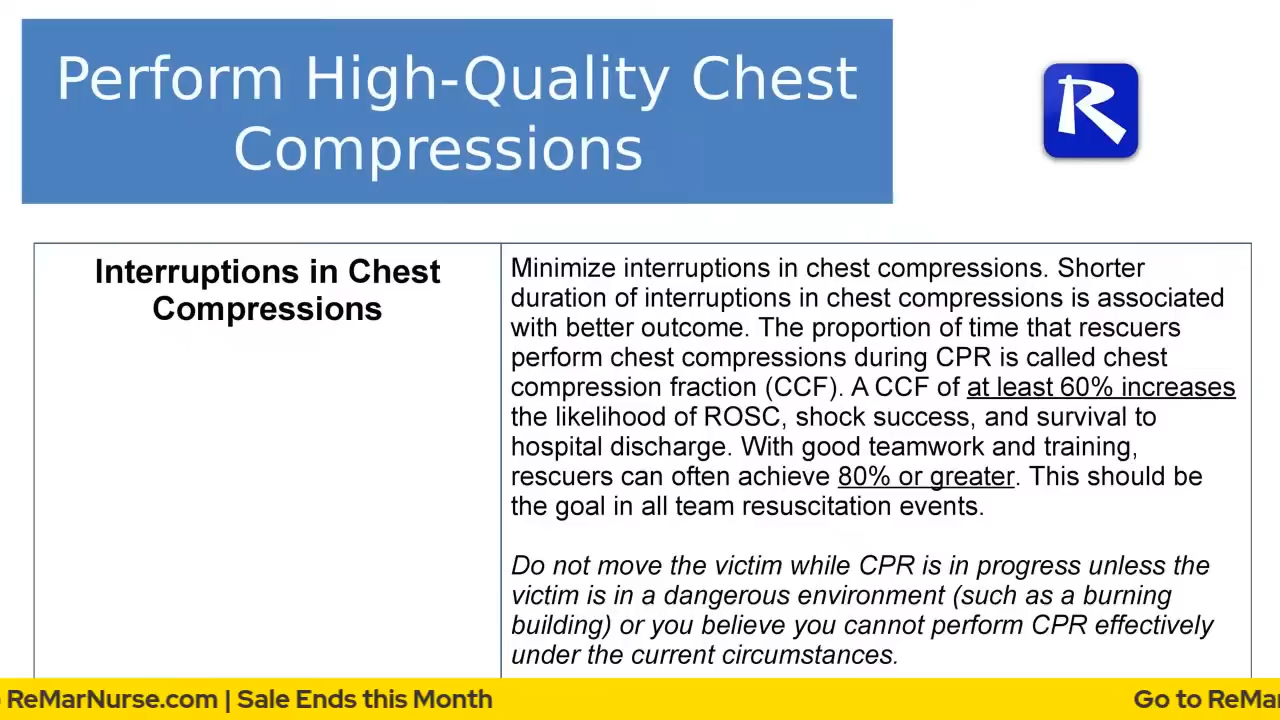 Perform High-Quality Chest
Compressions
R
Interruptions in Chest
Compressions
Minimize interruptions in chest compressions. Shorter
duration of interruptions in chest compressions is associated
with better outcome. The proportion of time that rescuers
perform chest compressions during CPR is called chest
compression fraction (CCF). A CCF of at least 60% increases
the likelihood of ROSC, shock success, and survival to
hospital discharge. With good teamwork and training,
rescuers can often achieve 80% or greater. This should be
the goal in all team resuscitation events.
Do not move the victim while CPR is in progress unless the
victim is in a dangerous environment (such as a burning
building) or you believe you cannot perform CPR effectively
under the current circumstances.
ReMarNurse.com | Sale Ends this Month
Go to ReMar